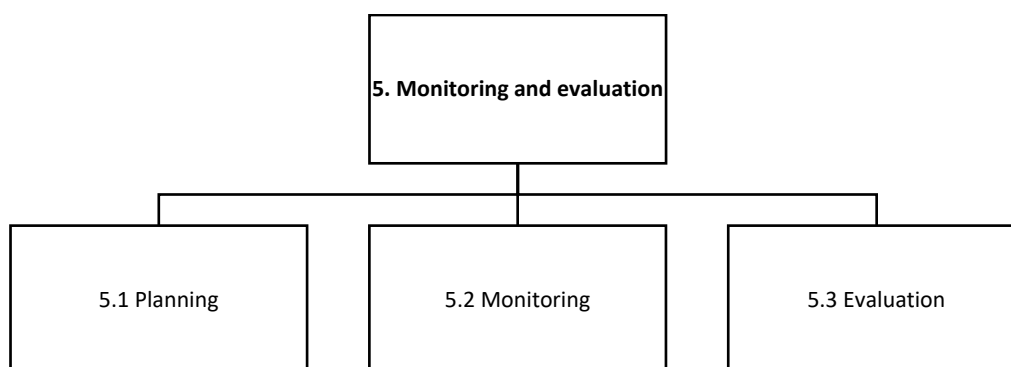 5. Monitoring and evaluation
5.1 Planning
5.2 Monitoring
5.3 Evaluation